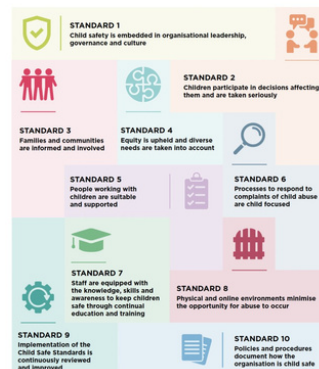 STANDARD 1
Child safety is embedded in organisational leadership,
governance and culture
STANDARD 2
Children participate in decisions affecting
them and are taken seriously
STANDARD 3
Families and communities
are informed and involved
STANDARD 4
Equity is upheld and diverse
needs are taken into account
STANDARD 5
People working with
children are suitable
and supported
STANDARD 6
Processes to respond to
complaints of child abuse
are child focused
STANDARD 7
Staff are equipped with
the knowledge, skills and
awareness to keep children
safe through continual
education and training
STANDARD 8
Physical and online environments minimise
the opportunity for abuse to occur
STANDARD 9
Implementation of the
Child Safe Standards is
continuously reviewed
and improved
STANDARD 10
Policies and procedures
document how the
organisation is child safe